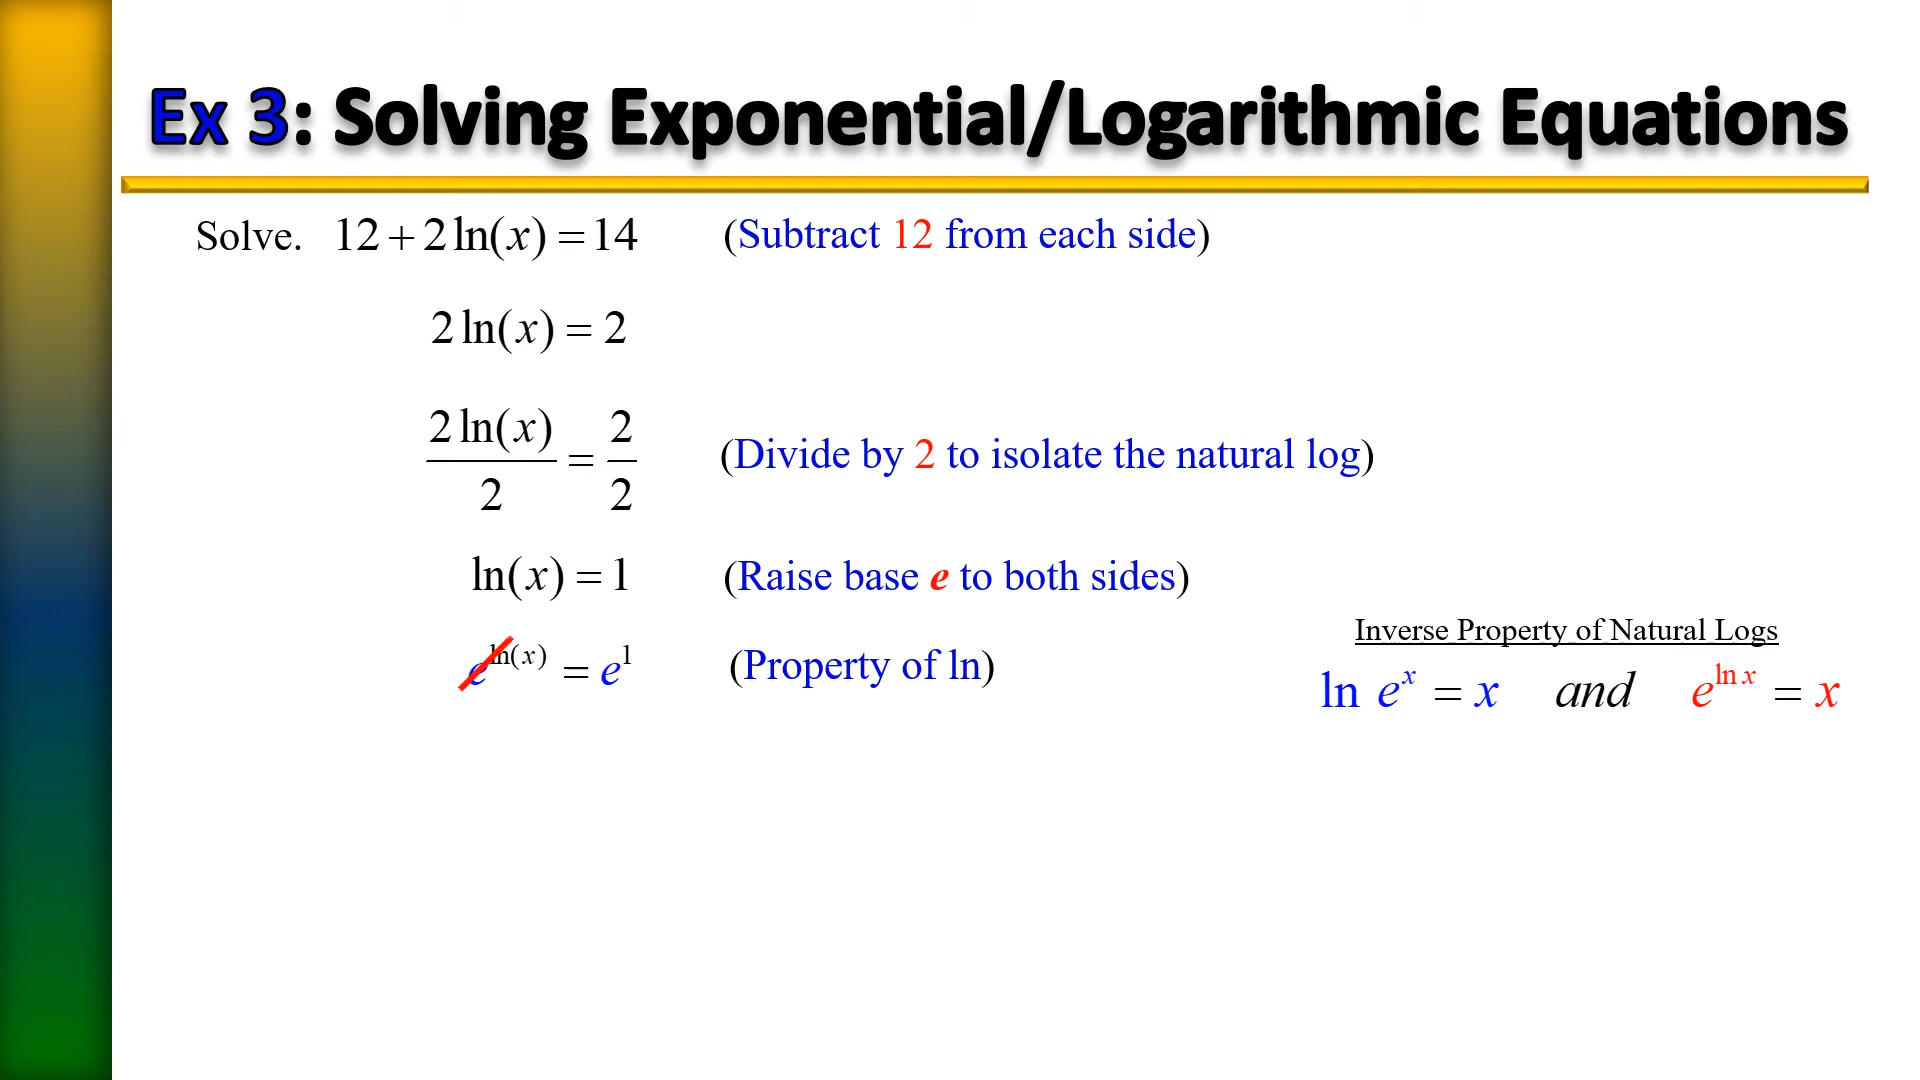 Ex 3: Solving Exponential/Logarithmic Equations
Solve. 12 + 2 ln(x) = 14 (Subtract 12 from each side)
2 ln(x) = 2
2 ln(x) / 2 = 2 / 2 (Divide by 2 to isolate the natural log)
ln(x) = 1 (Raise base e to both sides)
Inverse Property of Natural Logs
e^ln(x) = e^1 (Property of ln)
ln e^x = x and e^ln x = x